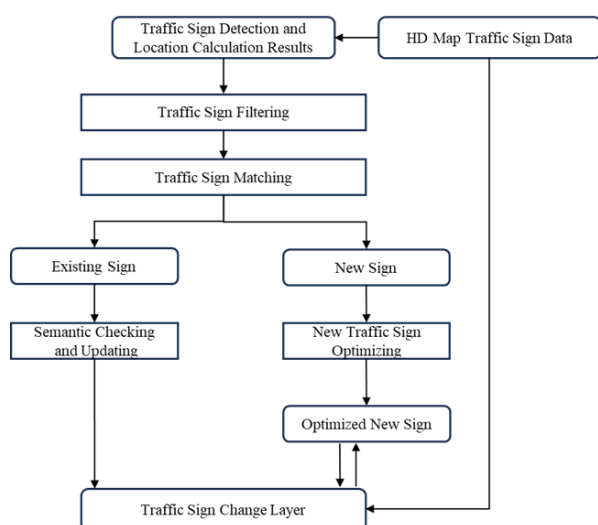 Traffic Sign Detection and
Location Calculation Results
HD Map Traffic Sign Data
Traffic Sign Filtering
Traffic Sign Matching
Existing Sign
New Sign
Semantic Checking
and Updating
New Traffic Sign
Optimizing
Optimized New Sign
Traffic Sign Change Layer